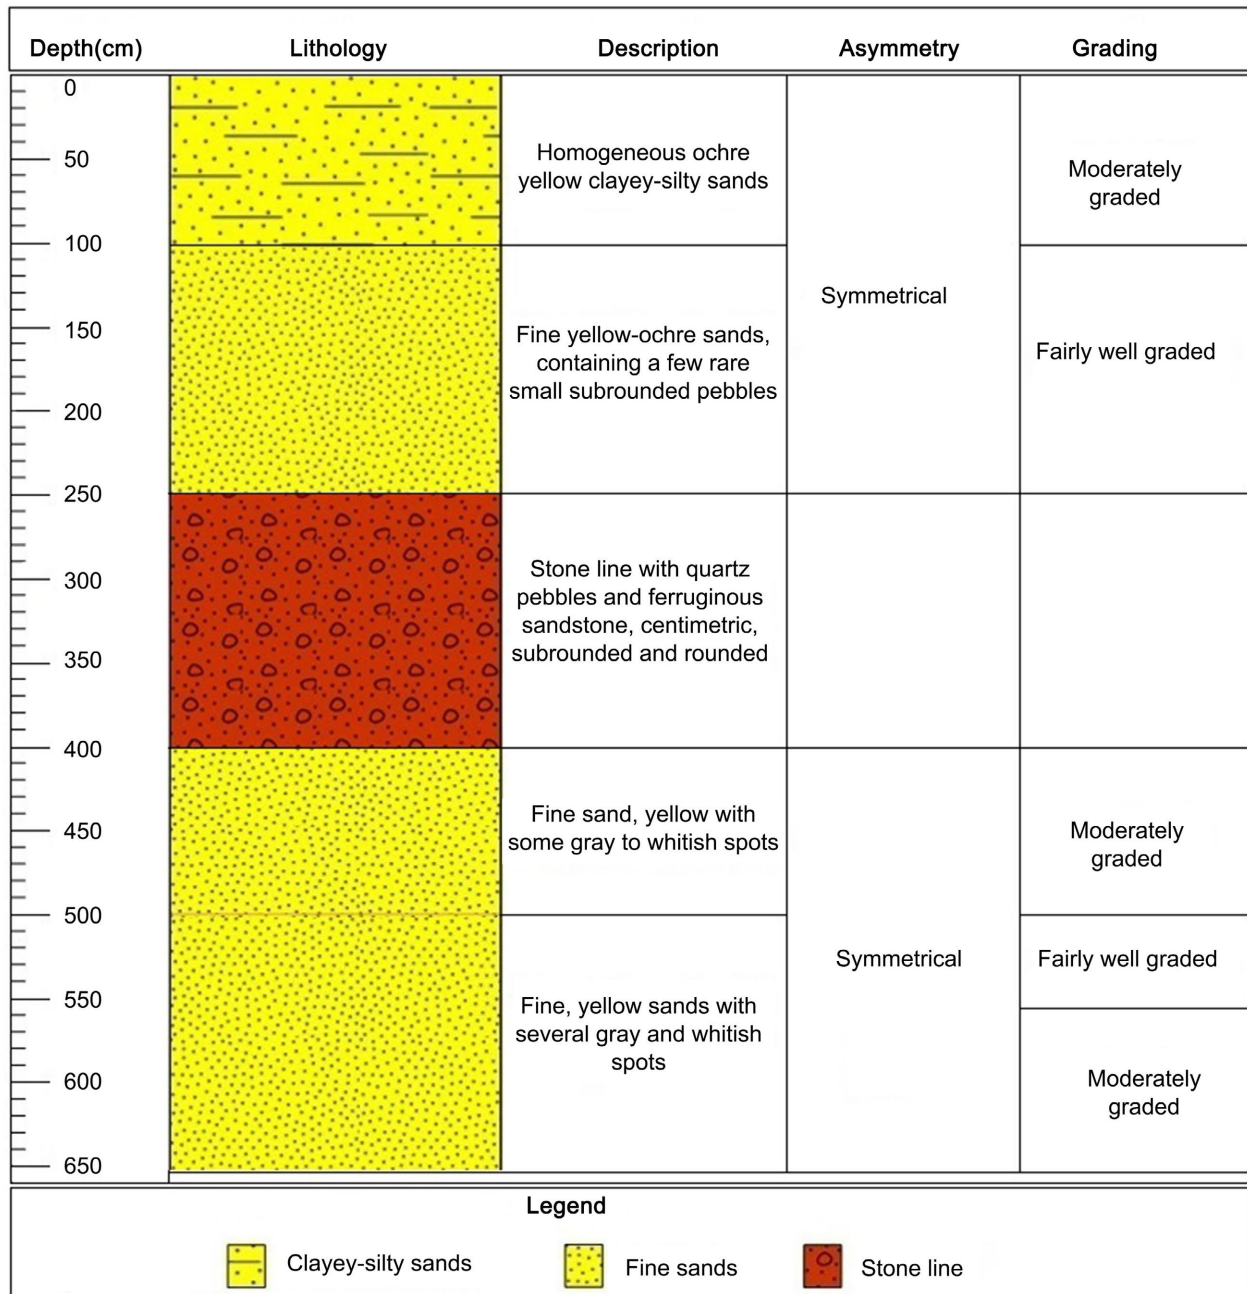 Depth(cm) Lithology Description Asymmetry Grading
0
50
100
150
200
250
300
350
400
450
500
550
600
650
Homogeneous ochre
yellow clayey-silty sands
Fine yellow-ochre sands,
containing a few rare
small subrounded pebbles
Stone line with quartz
pebbles and ferruginous
sandstone, centimetric,
subrounded and rounded
Fine sand, yellow with
some gray to whitish spots
Fine, yellow sands with
several gray and whitish
spots
Symmetrical
Symmetrical
Moderately
graded
Fairly well graded
Moderately
graded
Fairly well graded
Moderately
graded
Legend
Clayey-silty sands Fine sands Stone line